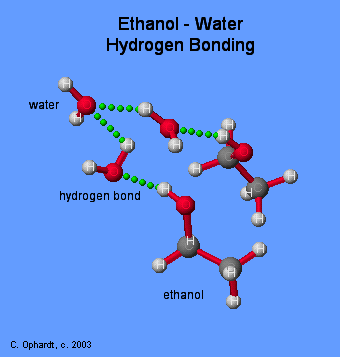 Ethanol - Water
Hydrogen Bonding
H
water
H
H
H
H
H
H
H
H
H
H
hydrogen bond
H
H
H
H
H
H
H
ethanol
H
C. Ophardt, c. 2003